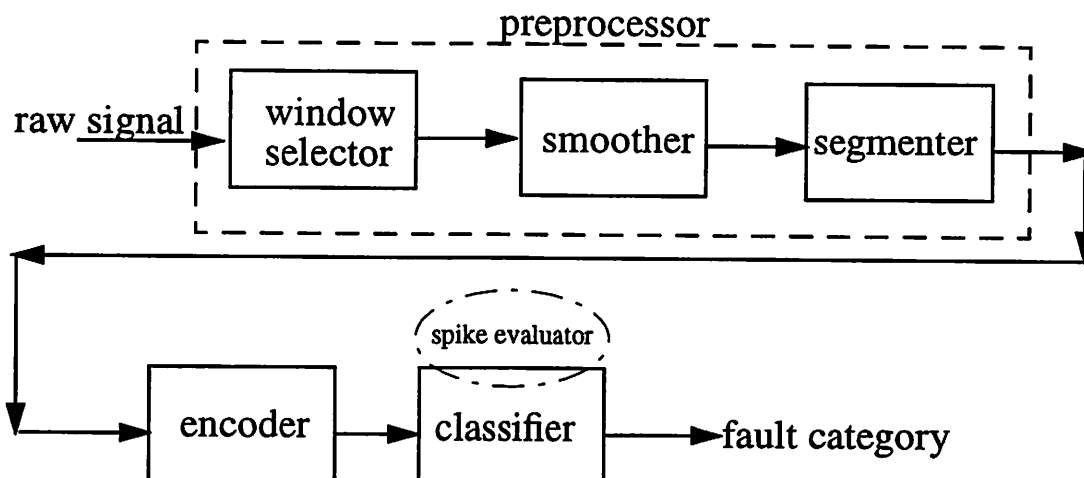 preprocessor
raw signal
window
selector
smoother
segmenter
spike evaluator
encoder
classifier
fault category